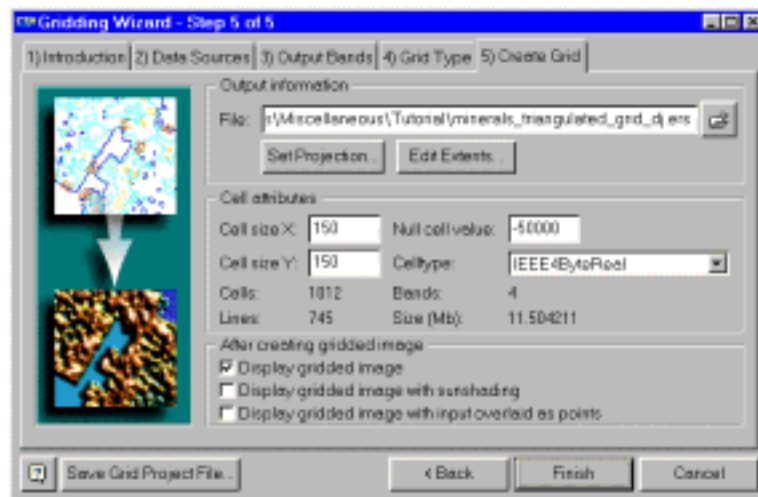 Gridding Wizard - Step 5 of 5
1) Introduction 2) Data Sources 3) Output Bands 4) Grid Type 5) Create Grid
Output information
File: s\Miscellaneous\Tutorial\minerals_triangulated_grid_dj.ers
Set Projection... Edit Extents...
Cell attributes
Cell size X: 150 Null cell value: -50000
Cell size Y: 150 Celltype: IEEE4ByteReal
Cells: 1012 Bands: 4
Lines: 745 Size (Mb): 11.504211
After creating gridded image
Display gridded image
Display gridded image with sunshading
Display gridded image with input overlaid as points
Save Grid Project File... < Back Finish Cancel